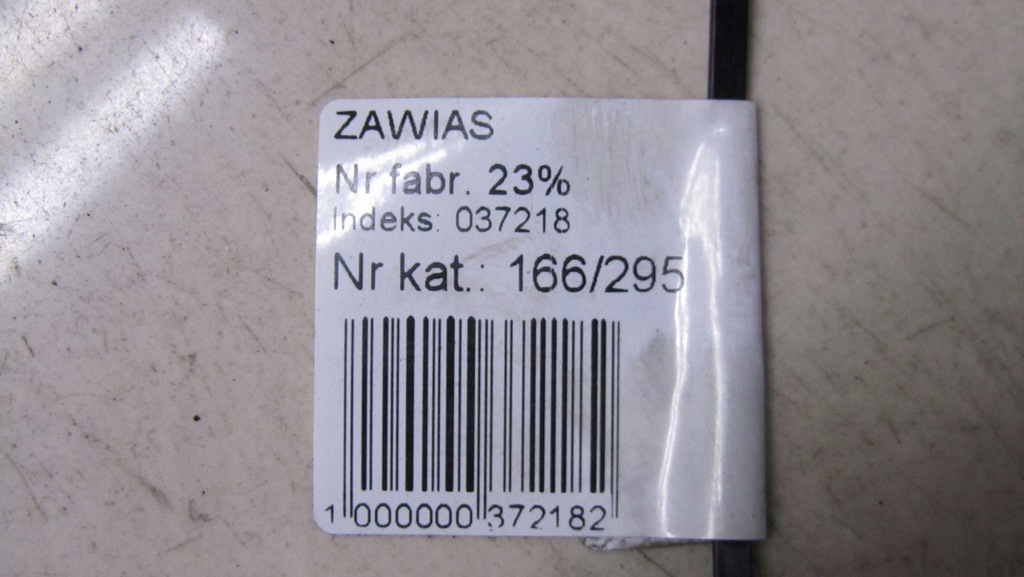 ZAWIAS
Nr fabr. 23%
Indeks: 037218
Nr kat.: 166/295
1 000000 372182